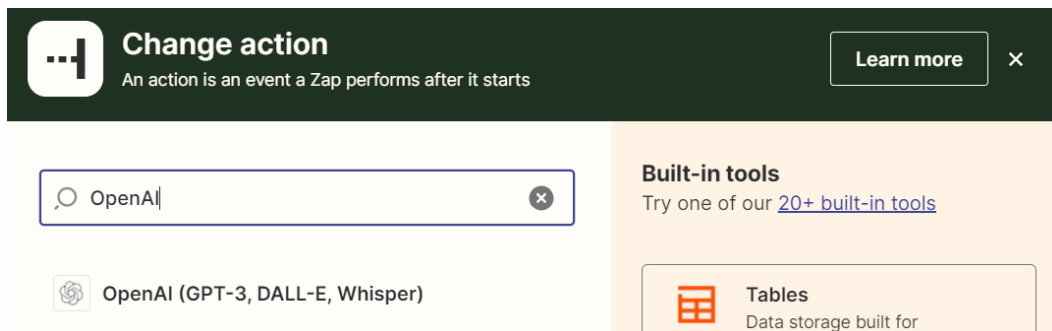 Change action
An action is an event a Zap performs after it starts
Learn more
OpenAI
OpenAI (GPT-3, DALL-E, Whisper)
Built-in tools
Try one of our 20+ built-in tools
Tables
Data storage built for